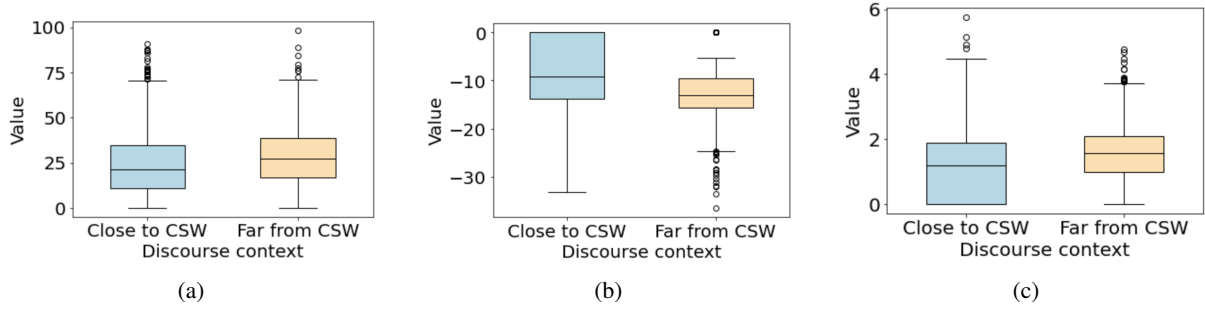 100
75
50
25
0
Value
Close to CSW
Far from CSW
Discourse context
(a)
0
−10
−20
−30
Value
Close to CSW
Far from CSW
Discourse context
(b)
6
4
2
0
Value
Close to CSW
Far from CSW
Discourse context
(c)